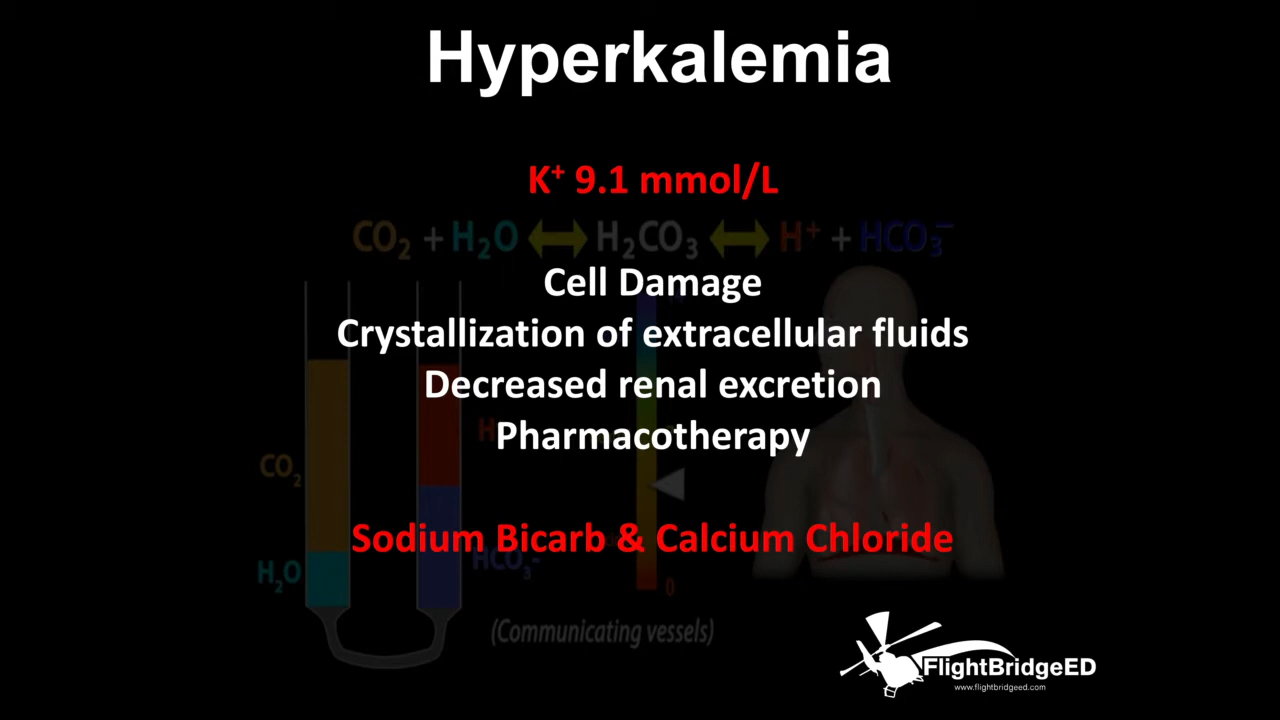 Hyperkalemia
K⁺ 9.1 mmol/L
CO₂ + H₂O ⟷ H₂CO₃ ⟷ H⁺ + HCO₃⁻
Cell Damage
Crystallization of extracellular fluids
Decreased renal excretion
Pharmacotherapy
CO₂
Sodium Bicarb & Calcium Chloride
H₂O
HCO₃⁻
0
(Communicating vessels)
FlightBridgeED
www.flightbridgeed.com